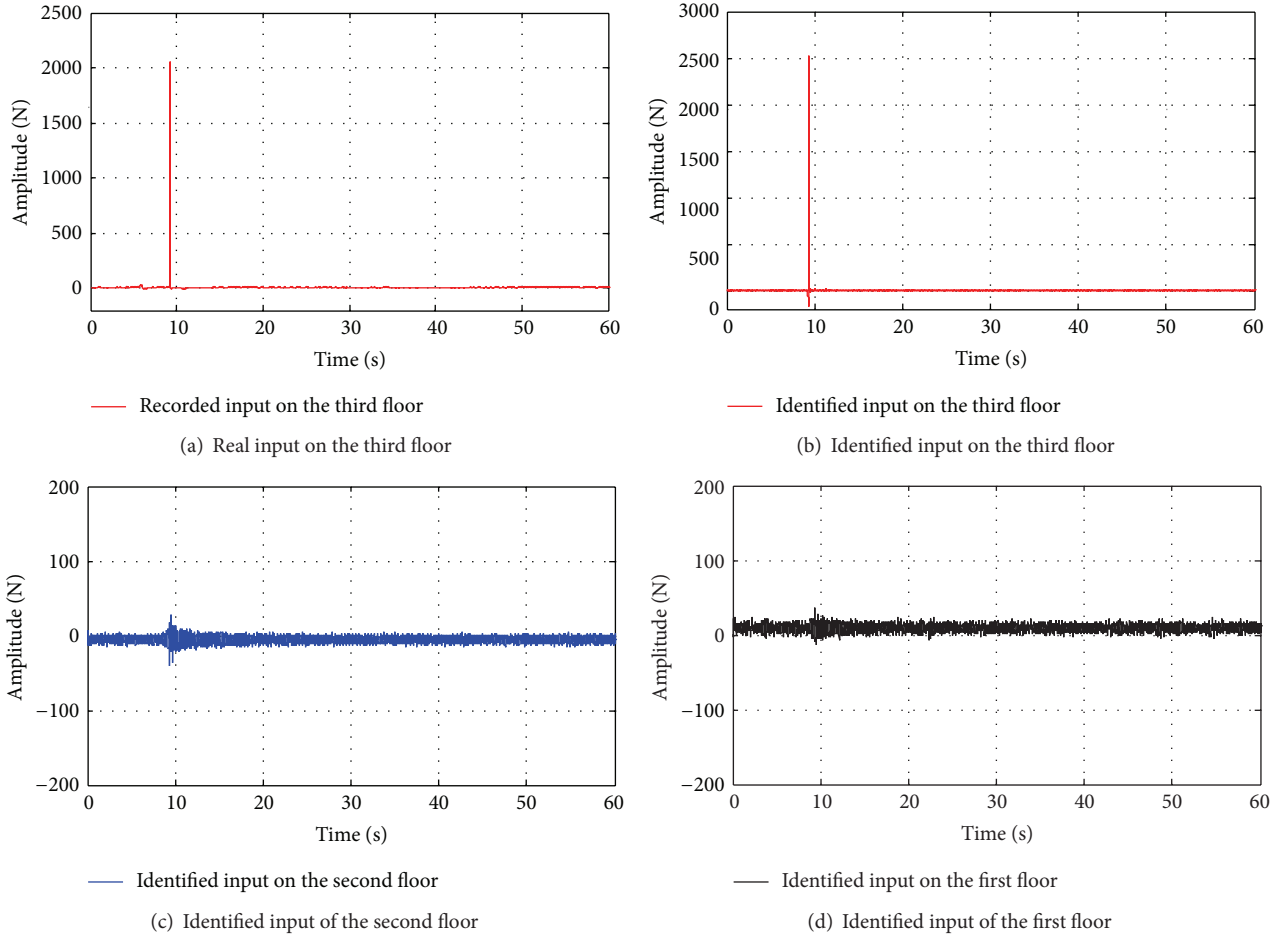 2500
2000
1500
1000
500
0
0 10 20 30 40 50 60
Amplitude (N)
Time (s)
Recorded input on the third floor
(a) Real input on the third floor
3000
2500
2000
1500
1000
500
0
0 10 20 30 40 50 60
Amplitude (N)
Time (s)
Identified input on the third floor
(b) Identified input on the third floor
200
100
0
−100
−200
0 10 20 30 40 50 60
Amplitude (N)
Time (s)
Identified input on the second floor
(c) Identified input of the second floor
200
100
0
−100
−200
0 10 20 30 40 50 60
Amplitude (N)
Time (s)
Identified input on the first floor
(d) Identified input of the first floor